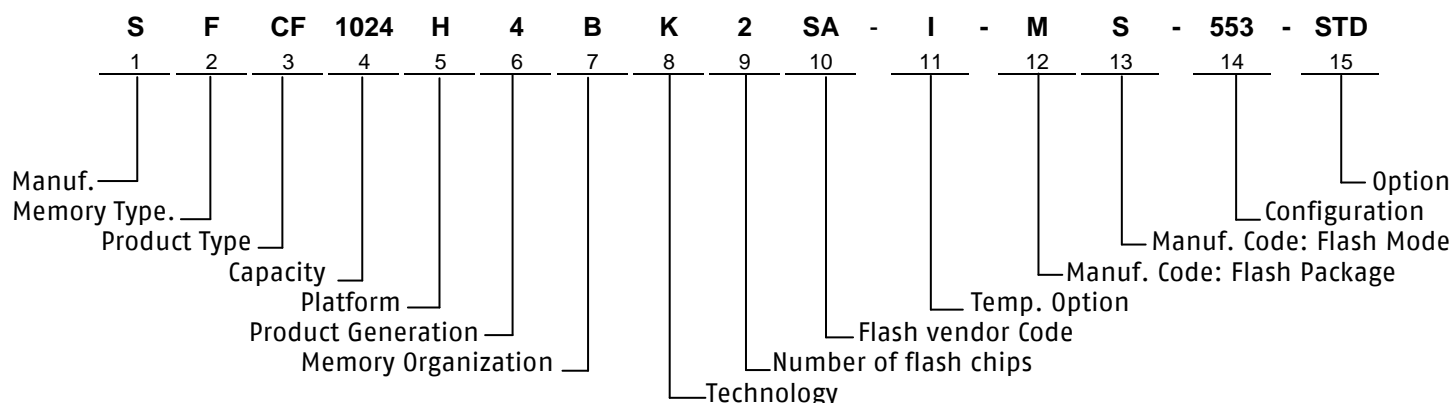 S F CF 1024 H 4 B K 2 SA - I - M S - 553 - STD
1 2 3 4 5 6 7 8 9 10 11 12 13 14 15
Manuf. Option
Memory Type. Configuration
Product Type Manuf. Code: Flash Mode
Capacity Manuf. Code: Flash Package
Platform Temp. Option
Product Generation Flash vendor Code
Memory Organization Number of flash chips
Technology